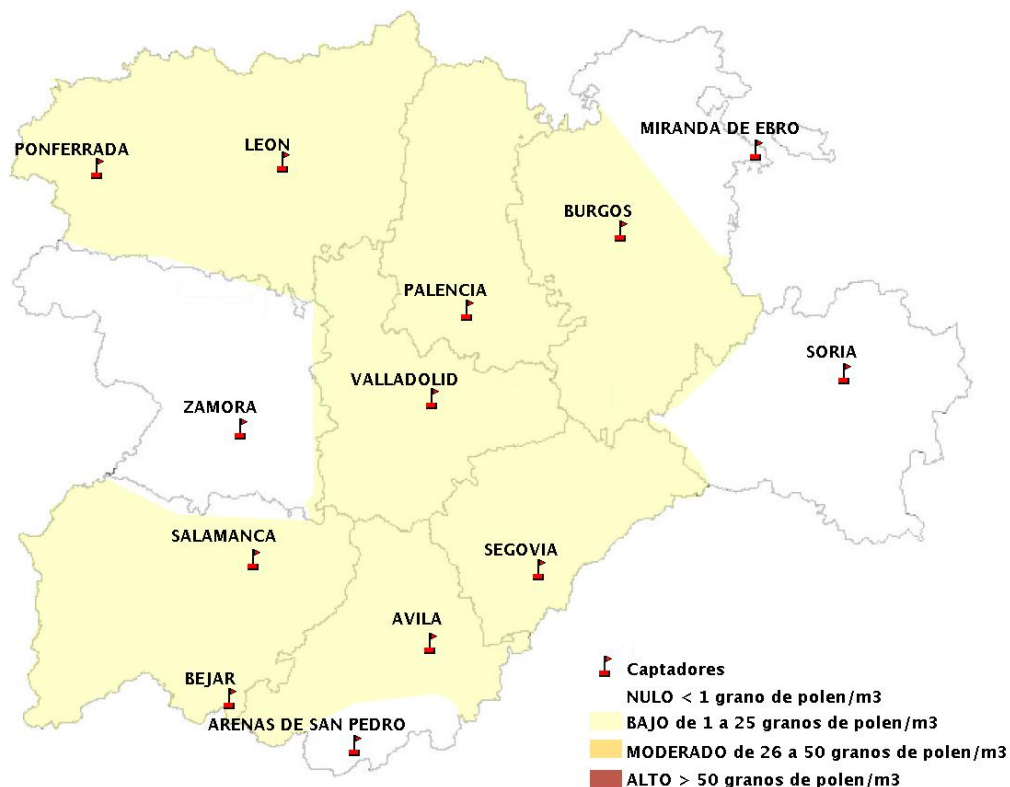 MIRANDA DE EBRO
PONFERRADA
LEON
BURGOS
PALENCIA
SORIA
VALLADOLID
ZAMORA
SALAMANCA
SEGOVIA
AVILA
BEJAR
ARENAS DE SAN PEDRO
Captadores
NULO < 1 grano de polen/m3
BAJO de 1 a 25 granos de polen/m3
MODERADO de 26 a 50 granos de polen/m3
ALTO > 50 granos de polen/m3